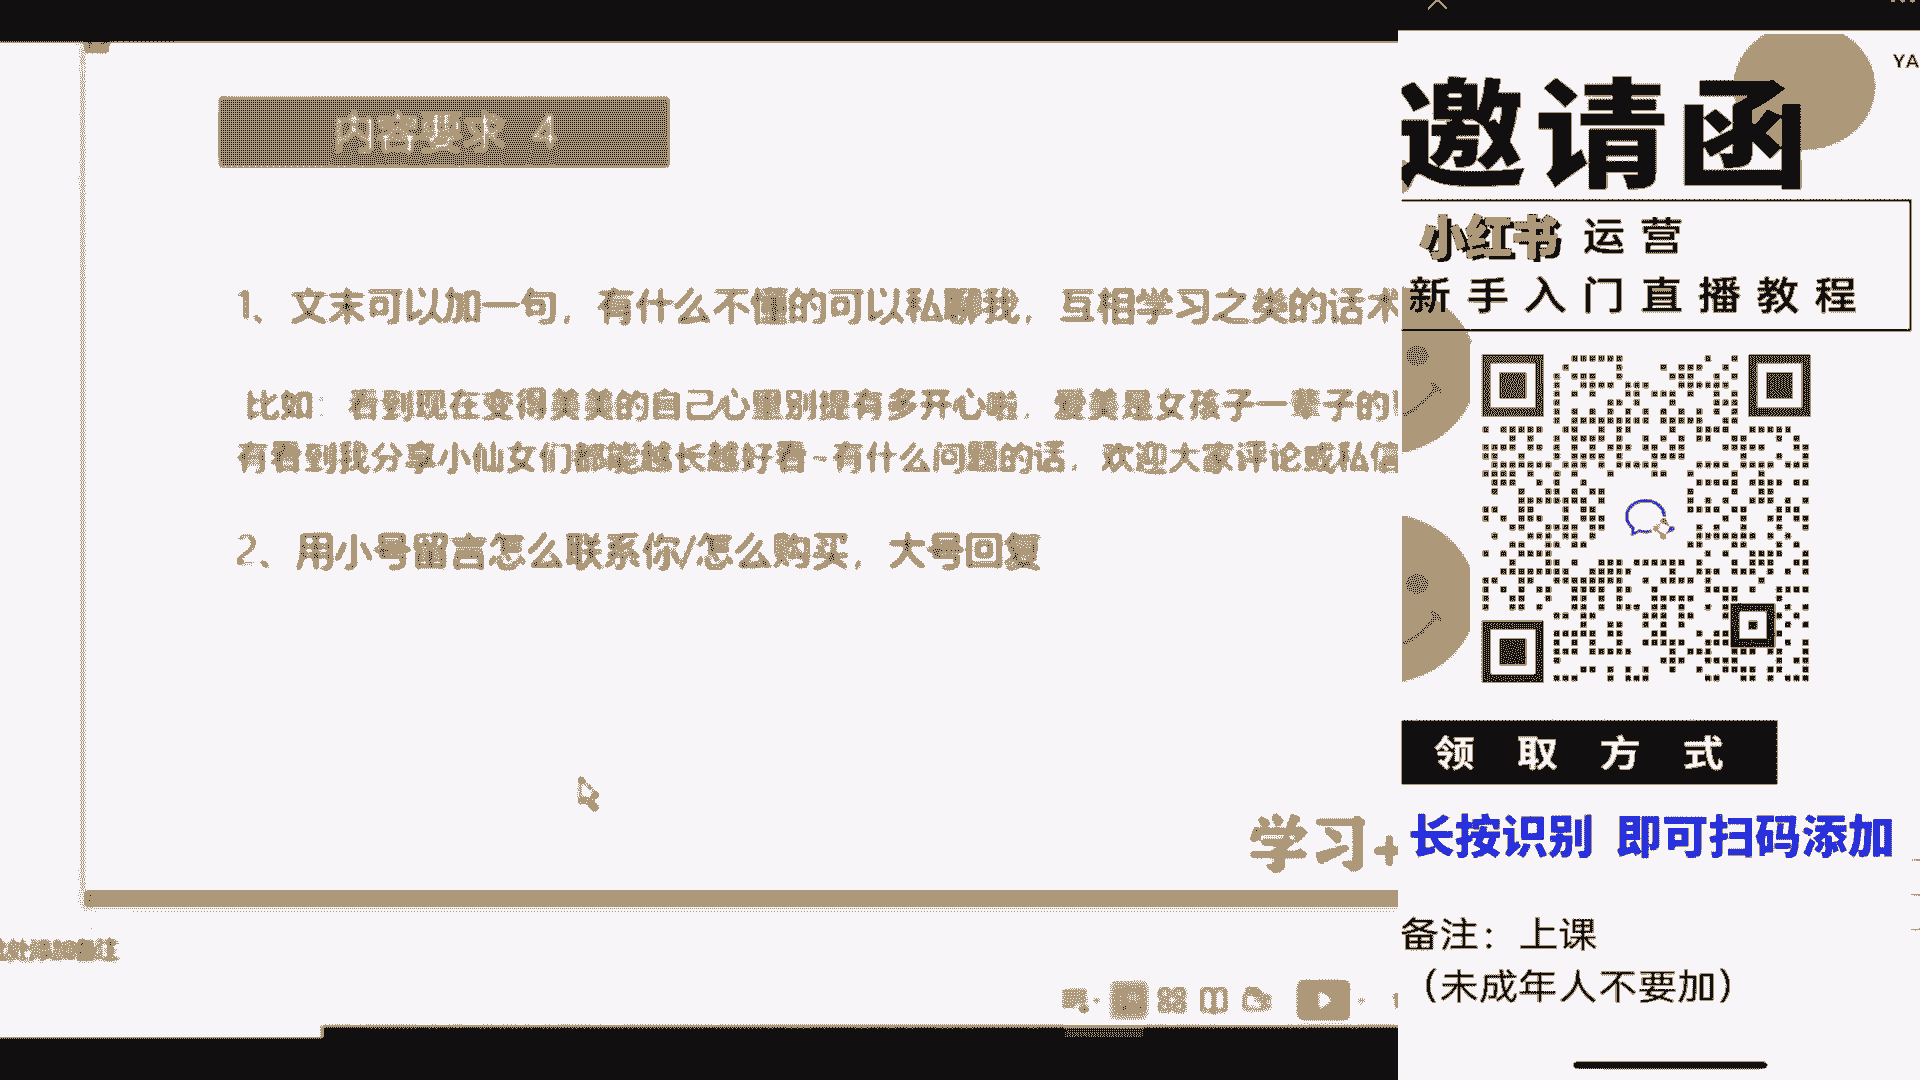 内容要求 4
1、文末可以加一句，有什么不懂的可以私聊我，互相学习之类的话术
比如：看到现在变得美美的自己心里别提有多开心啦，爱美是女孩子一辈子的
有看到我分享小仙女们都能越长越好看~有什么问题的话，欢迎大家评论或私信
2、用小号留言怎么联系你/怎么购买，大号回复
学习+
此处添加备注
YA
邀请函
小红书 运营
新手入门直播教程
领取方式
长按识别 即可扫码添加
备注：上课
（未成年人不要加）